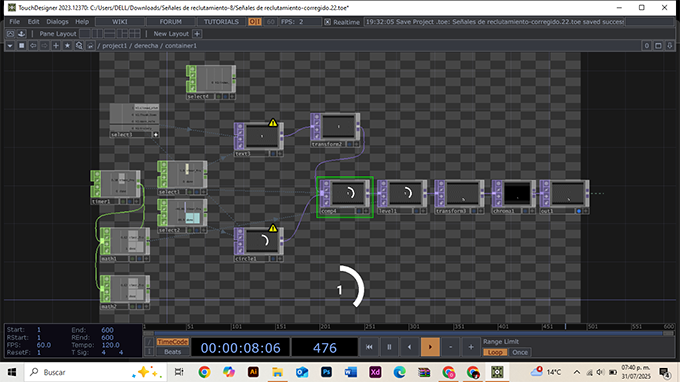 TouchDesigner 2023.12370: C:/Users/DELL/Downloads/Señales de reclutamiento-8/Señales de reclutamiento-corregido.22.toe*
File Dialogs Help WIKI FORUM TUTORIALS OI 60 FPS: 2 Realtime 19:32:05 Save Project .toe: Señales de reclutamiento-corregido.22.toe saved success
Pane Layout New Layout +
/ project1 / derecha / container1
select4
select3
text1
transform2
timer1
select1
select2
comp4
level1
transform3
chroma1
out1
math1
circle1
math2
1
Start: 1 End: 600
RStart: 1 REnd: 600
FPS: 60.0 Tempo: 120.0
ResetF: 1 T Sig: 4 4
1 51 101 151 201 251 301 351 401 451 501 551 600
TimeCode
Beats
00:00:08:06
476
Range Limit
Loop Once
Buscar
14°C
07:40 p. m.
31/07/2025